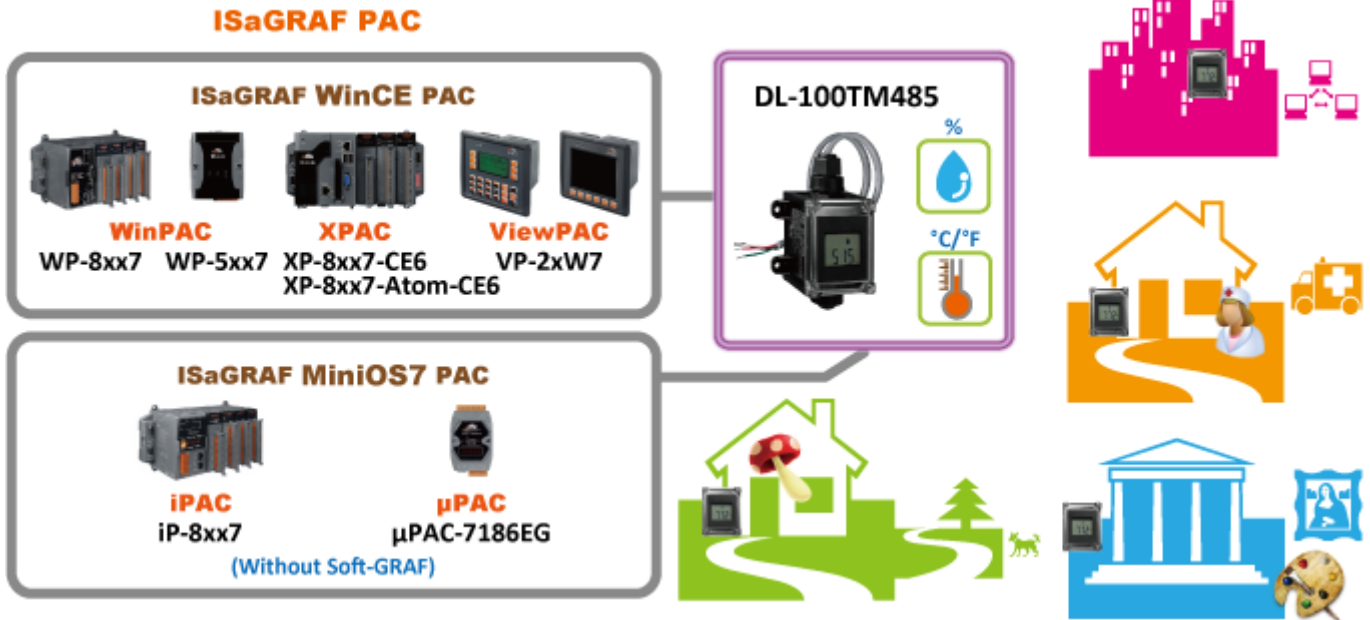 ISaGRAF PAC
ISaGRAF WinCE PAC
WinPAC XPAC ViewPAC
WP-8xx7 WP-5xx7 XP-8xx7-CE6 VP-2xW7
XP-8xx7-Atom-CE6
DL-100TM485
%
°C/°F
515
ISaGRAF MiniOS7 PAC
iPAC μPAC
iP-8xx7 μPAC-7186EG
(Without Soft-GRAF)